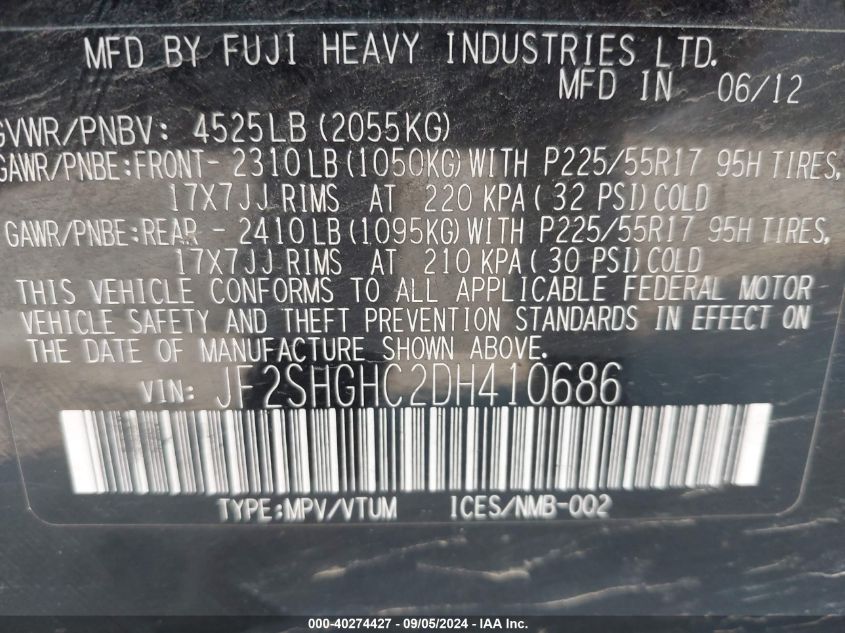 MFD BY FUJI HEAVY INDUSTRIES LTD.
MFD IN 06/12
GVWR/PNBV: 4525LB (2055KG)
GAWR/PNBE:FRONT- 2310LB(1050KG)WITH P225/55R17 95H TIRES,
17X7JJ RIMS AT 220 KPA( 32 PSI)COLD
GAWR/PNBE:REAR - 2410LB(1095KG)WITH P225/55R17 95H TIRES,
17X7JJ RIMS AT 210 KPA( 30 PSI)COLD
THIS VEHICLE CONFORMS TO ALL APPLICABLE FEDERAL MOTOR
VEHICLE SAFETY AND THEFT PREVENTION STANDARDS IN EFFECT ON
THE DATE OF MANUFACTURE SHOWN ABOVE.
VIN: JF2SHGHC2DH410686
TYPE:MPV/VTUM ICES/NMB-002
000-40274427 - 09/05/2024 - IAA Inc.